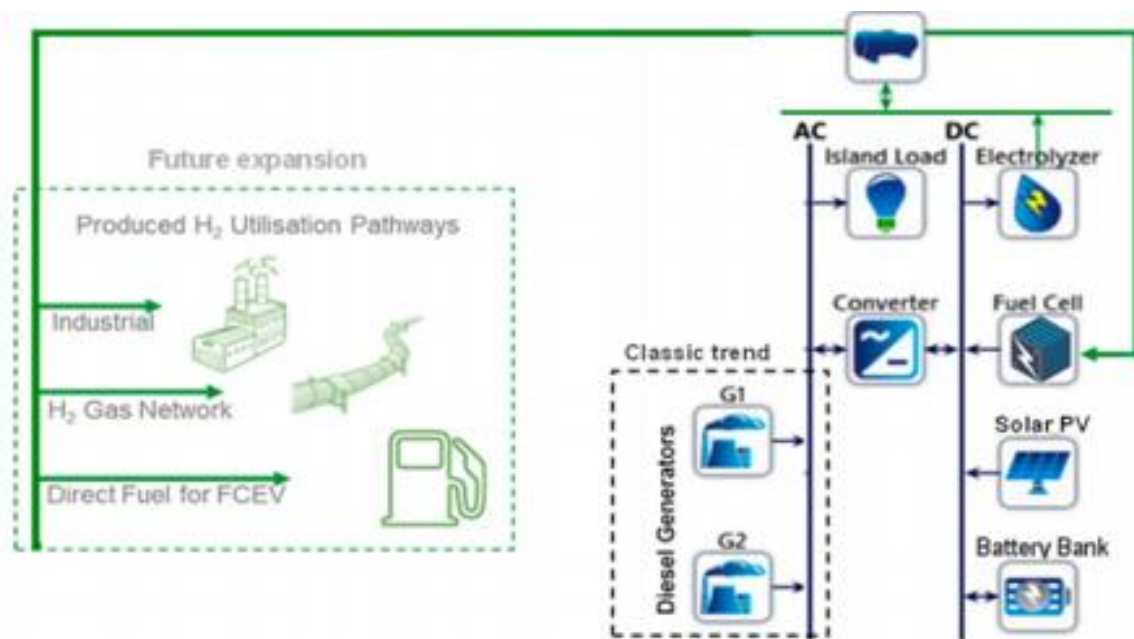 AC
DC
Island Load
Electrolyzer
Future expansion
Produced H₂ Utilisation Pathways
Industrial
H₂ Gas Network
Direct Fuel for FCEV
Converter
Fuel Cell
Classic trend
G1
Diesel Generators
G2
Solar PV
Battery Bank